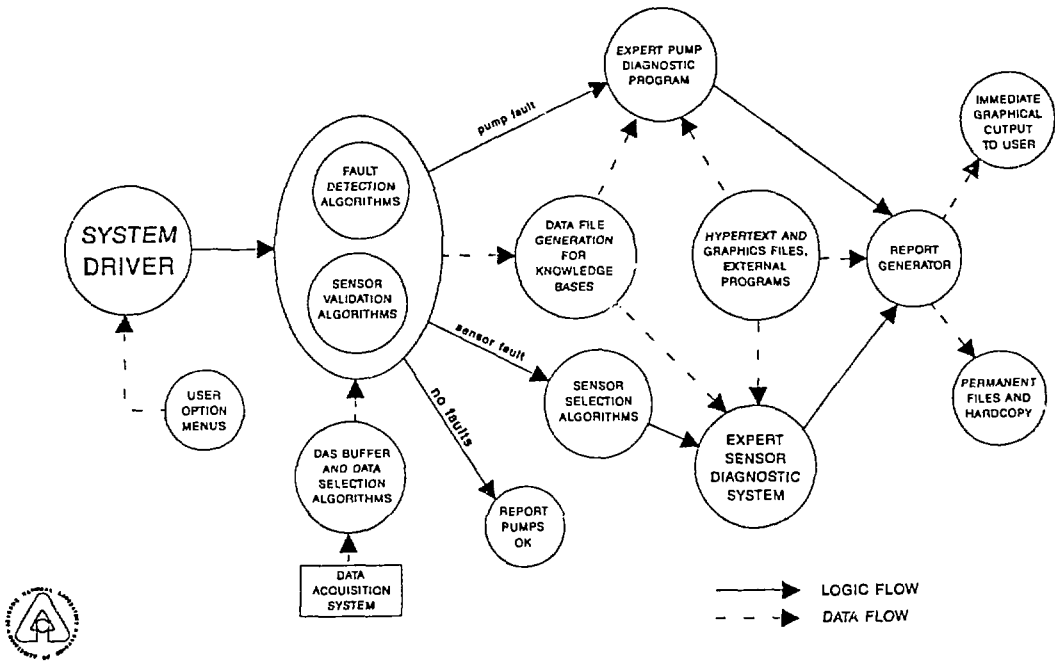 EXPERT PUMP
DIAGNOSTIC
PROGRAM
IMMEDIATE
GRAPHICAL
CUTPUT
TO USER
pump fault
FAULT
DETECTION
ALGORITHMS
SYSTEM
DRIVER
DATA FILE
GENERATION
FOR
KNOWLEDGE
BASES
HYPERTEXT AND
GRAPHICS FILES,
EXTERNAL
PROGRAMS
REPORT
GENERATOR
SENSOR
VALIDATION
ALGORITHMS
sensor fault
USER
OPTION
MENUS
no faults
SENSOR
SELECTION
ALGORITHMS
PERMANENT
FILES AND
HARDCOPY
DAS BUFFER
AND DATA
SELECTION
ALGORITHMS
EXPERT
SENSOR
DIAGNOSTIC
SYSTEM
REPORT
PUMPS
OK
DATA
ACQUISITION
SYSTEM
LOGIC FLOW
DATA FLOW